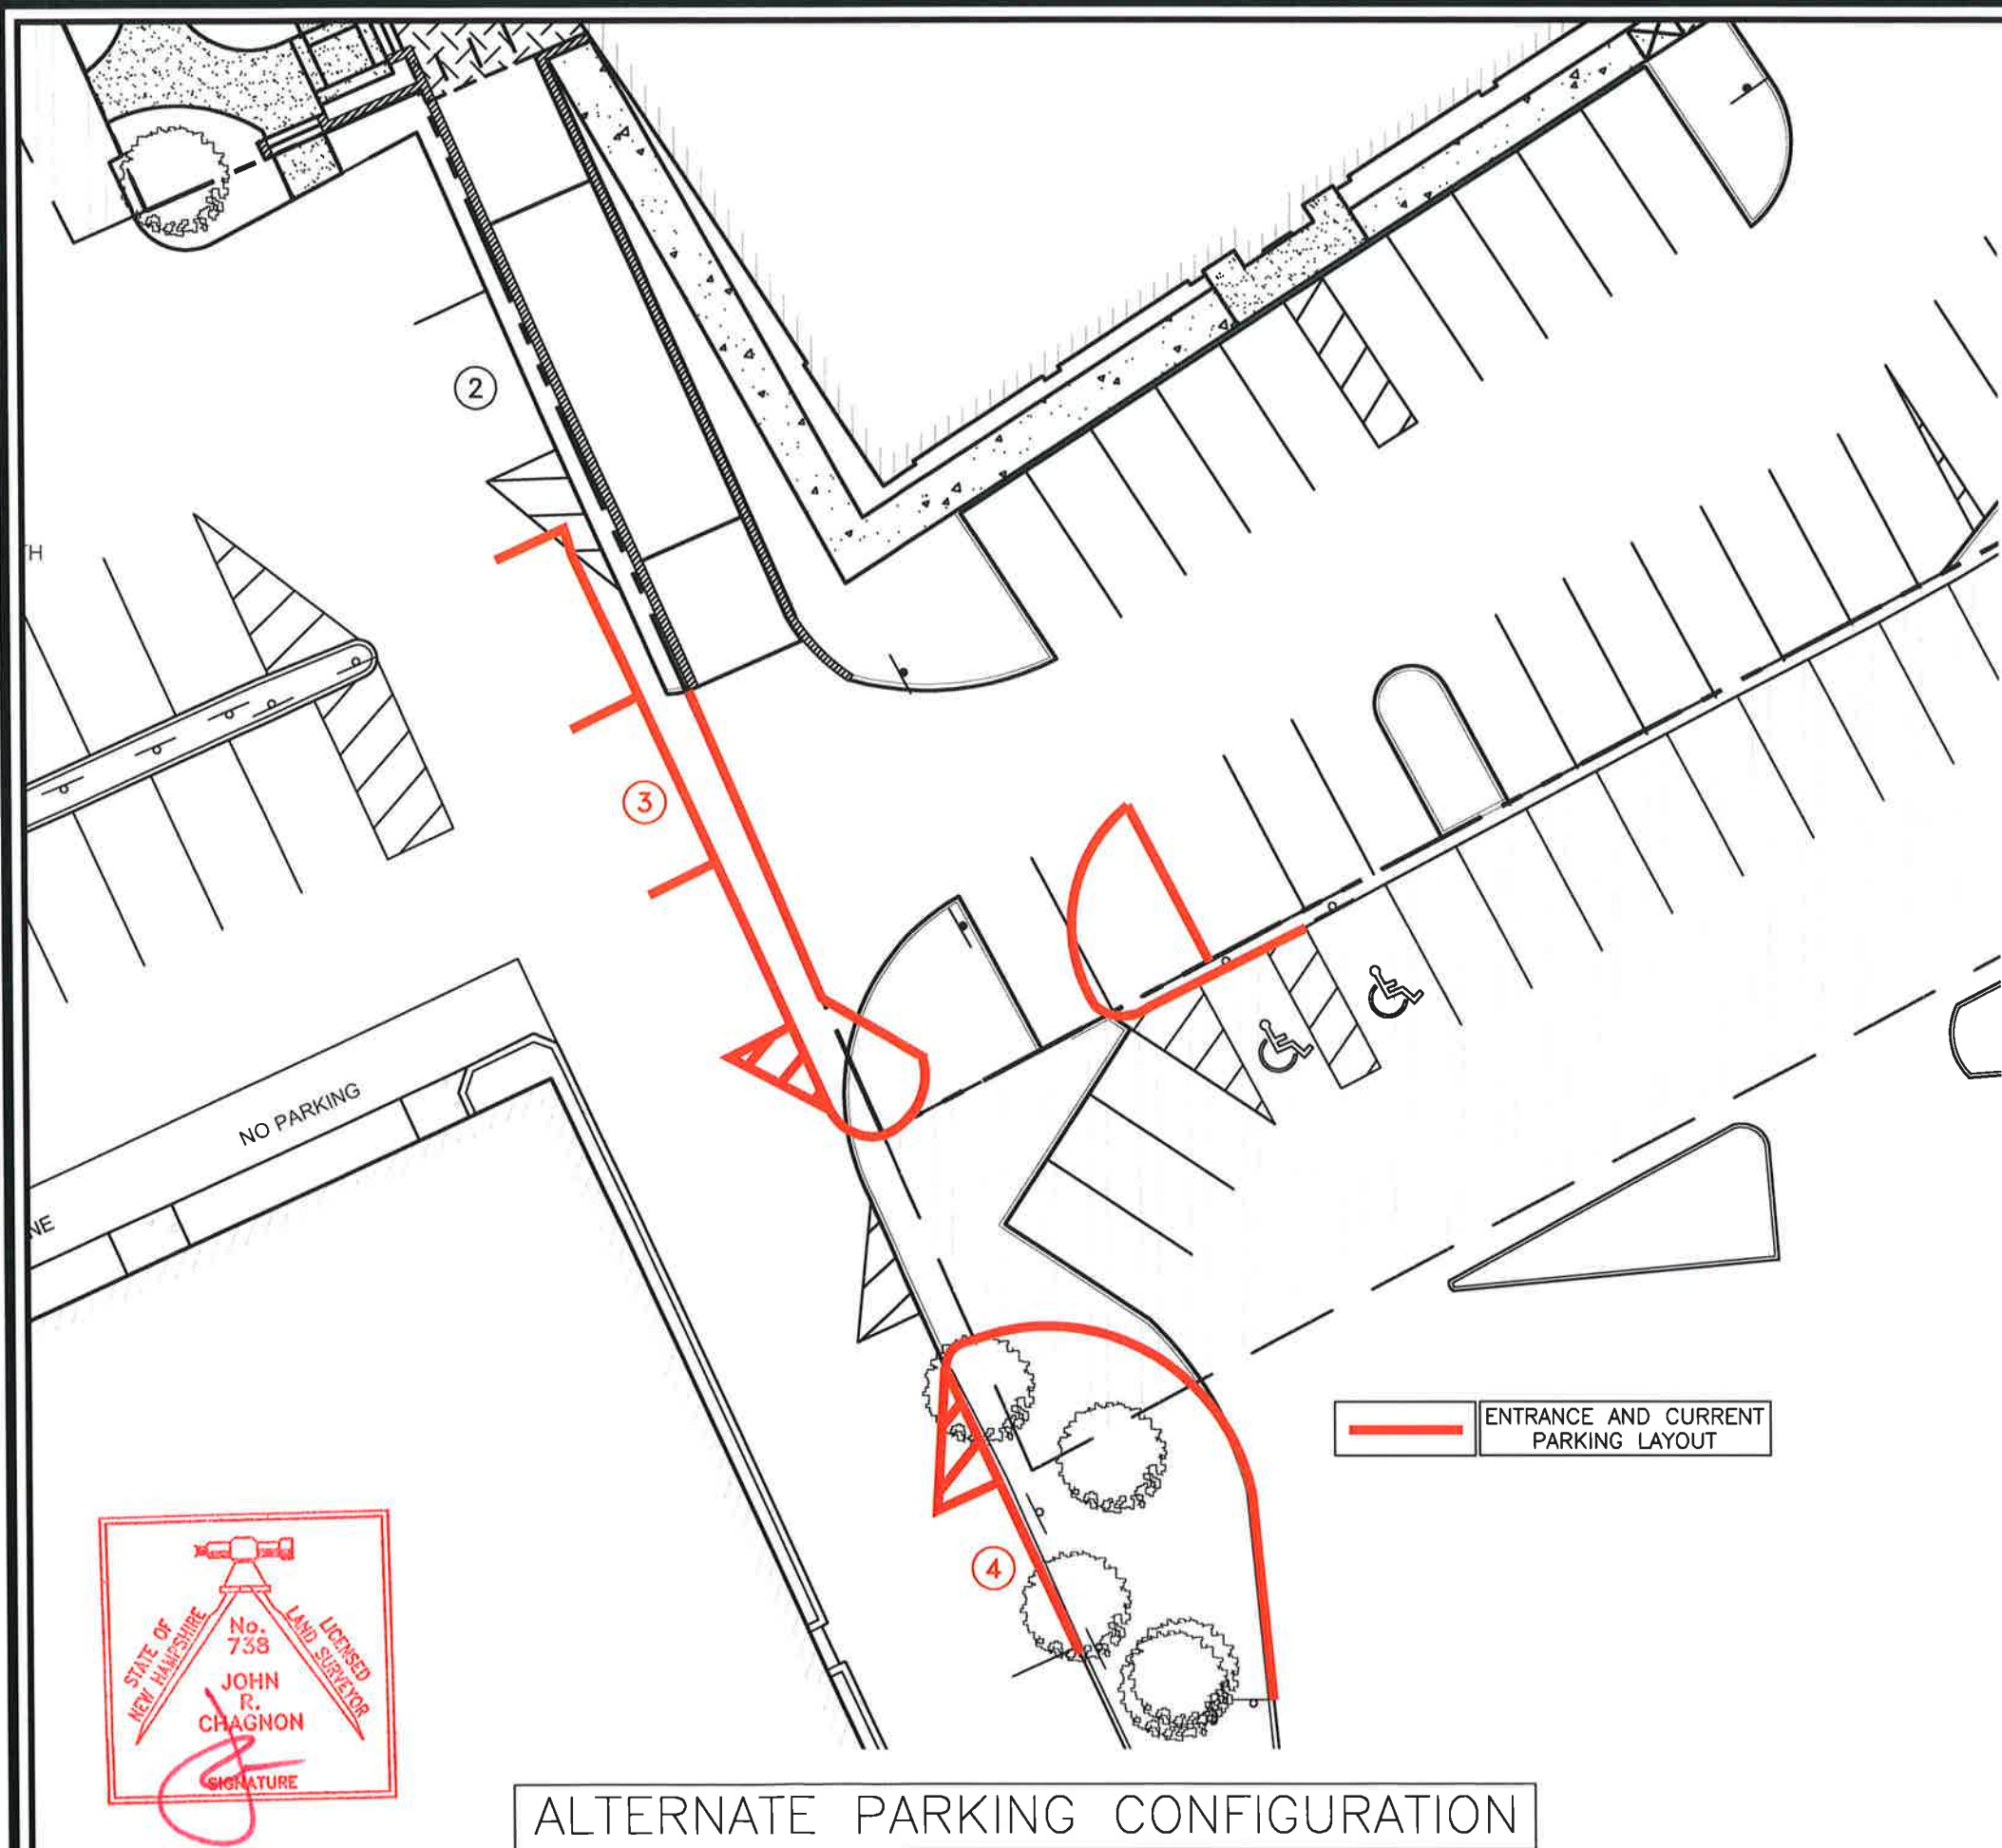 2
TH
3
NO PARKING
NE
ENTRANCE AND CURRENT
PARKING LAYOUT
4
STATE OF
NEW HAMPSHIRE
No.
738
LICENSED
LAND SURVEYOR
JOHN
R.
CHAGNON
SIGNATURE
ALTERNATE PARKING CONFIGURATION